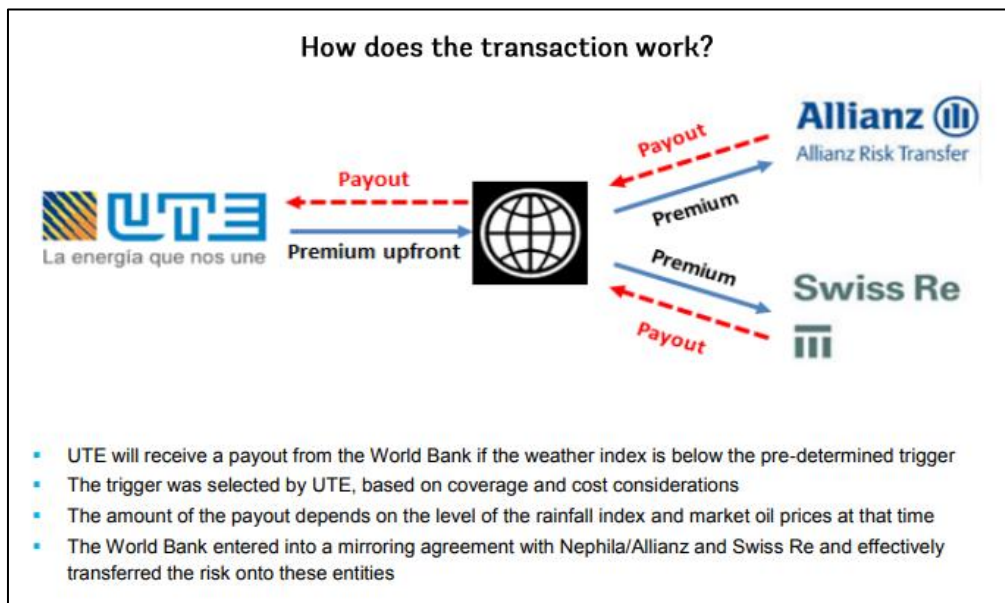 How does the transaction work?
Allianz
Allianz Risk Transfer
Payout
Premium
Payout
UTE
La energía que nos une
Premium upfront
Premium
Payout
Swiss Re
UTE will receive a payout from the World Bank if the weather index is below the pre-determined trigger
The trigger was selected by UTE, based on coverage and cost considerations
The amount of the payout depends on the level of the rainfall index and market oil prices at that time
The World Bank entered into a mirroring agreement with Nephila/Allianz and Swiss Re and effectively
transferred the risk onto these entities